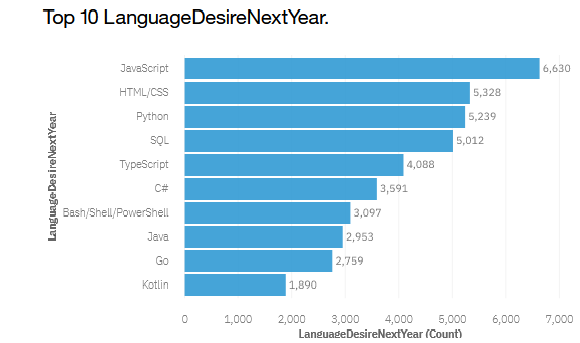 Top 10 LanguageDesireNextYear.
LanguageDesireNextYear
JavaScript 6,630
HTML/CSS 5,328
Python 5,239
SQL 5,012
TypeScript 4,088
C# 3,591
Bash/Shell/PowerShell 3,097
Java 2,953
Go 2,759
Kotlin 1,890
0 1,000 2,000 3,000 4,000 5,000 6,000 7,000
LanguageDesireNextYear (Count)